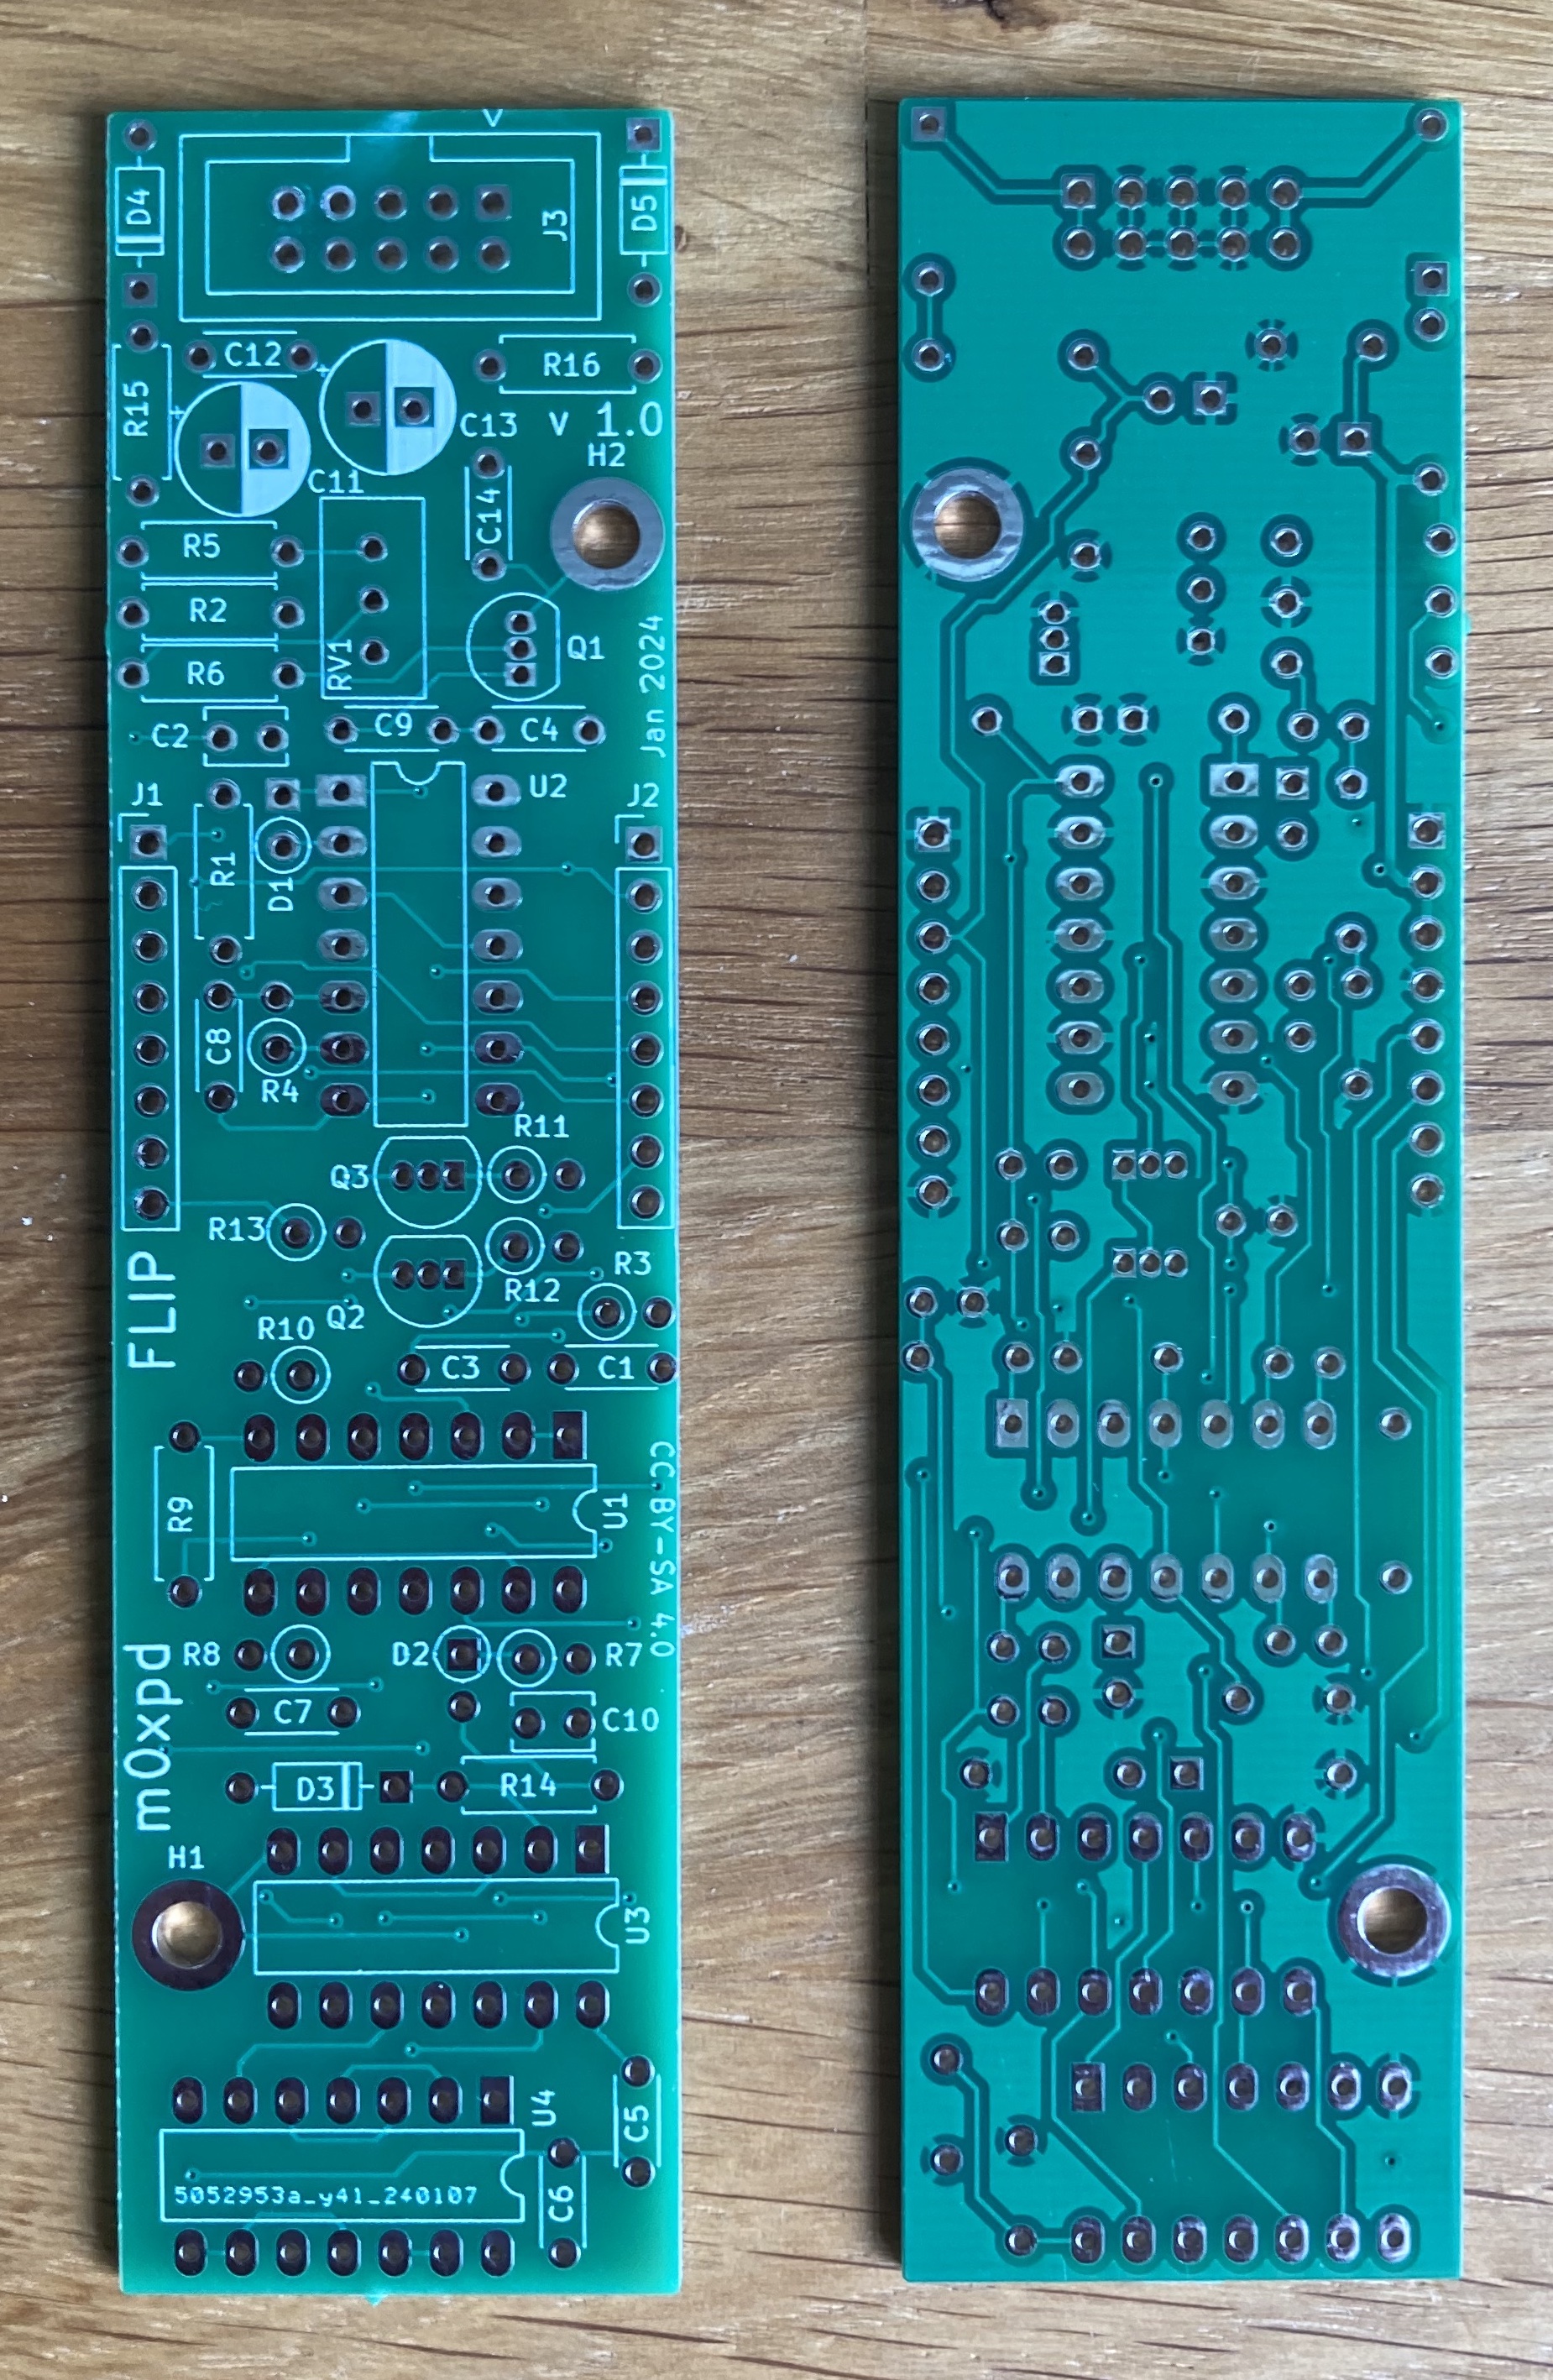 D4
D5
J3
C12
R16
R15
C13
v 1.0
H2
C11
C14
R5
R2
Q1
RV1
R6
Jan 2024
C2
C9
C4
U2
J1
J2
R1
D1
C8
R4
R11
Q3
R13
R12
R3
FLIP
Q2
R10
C3
C1
CC.BY-SA 4.0
R9
U1
R8
D2
R7
C7
C10
m0xpd
D3
R14
H1
U3
U4
C5
5052953a_y41_240107
C6